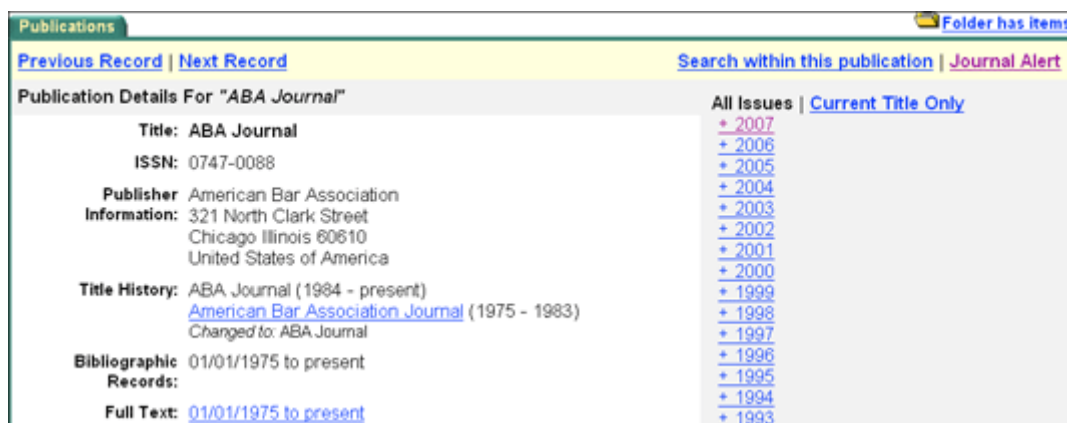 Publications
Folder has items
Previous Record | Next Record
Search within this publication | Journal Alert
Publication Details For "ABA Journal"
Title: ABA Journal
ISSN: 0747-0088
Publisher Information: American Bar Association
321 North Clark Street
Chicago Illinois 60610
United States of America
Title History: ABA Journal (1984 - present)
American Bar Association Journal (1975 - 1983)
Changed to: ABA Journal
Bibliographic Records: 01/01/1975 to present
Full Text: 01/01/1975 to present
All Issues | Current Title Only
+ 2007
+ 2006
+ 2005
+ 2004
+ 2003
+ 2002
+ 2001
+ 2000
+ 1999
+ 1998
+ 1997
+ 1996
+ 1995
+ 1994
+ 1993